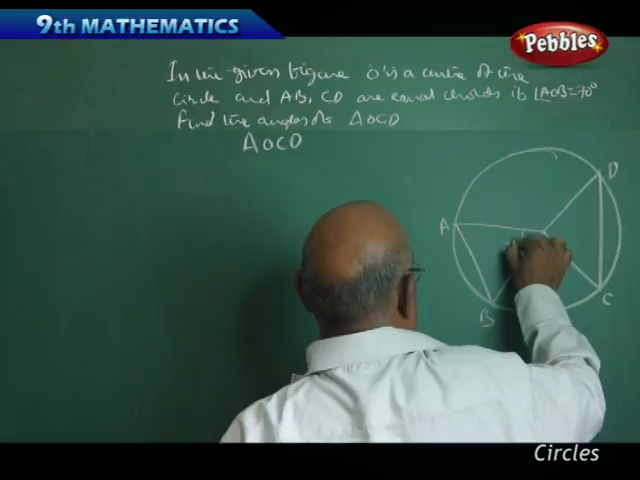 9th MATHEMATICS
Pebbles
In the given figure 'O' is a centre of the
circle and AB, CD are equal chords if ∠AOB=70°
Find the angles of ΔOCD
ΔOCD
D
A
C
B
Circles